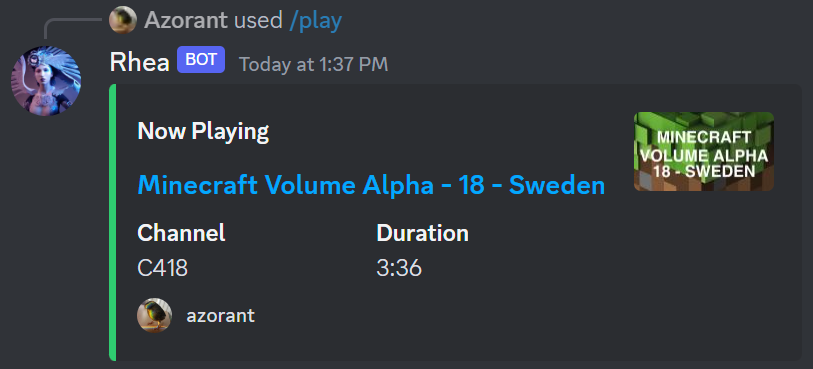 Azorant used /play
Rhea BOT Today at 1:37 PM
Now Playing
Minecraft Volume Alpha - 18 - Sweden
MINECRAFT
VOLUME ALPHA
18 - SWEDEN
Channel Duration
C418 3:36
azorant